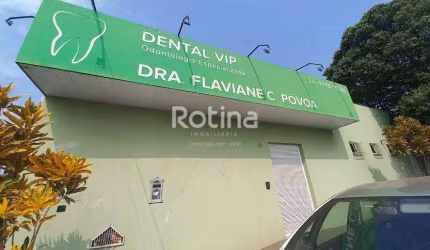 DENTAL VIP
Odontologia Especializada
DRA. FLAVIANE C POVOA
Rotina
IMOBILIÁRIA